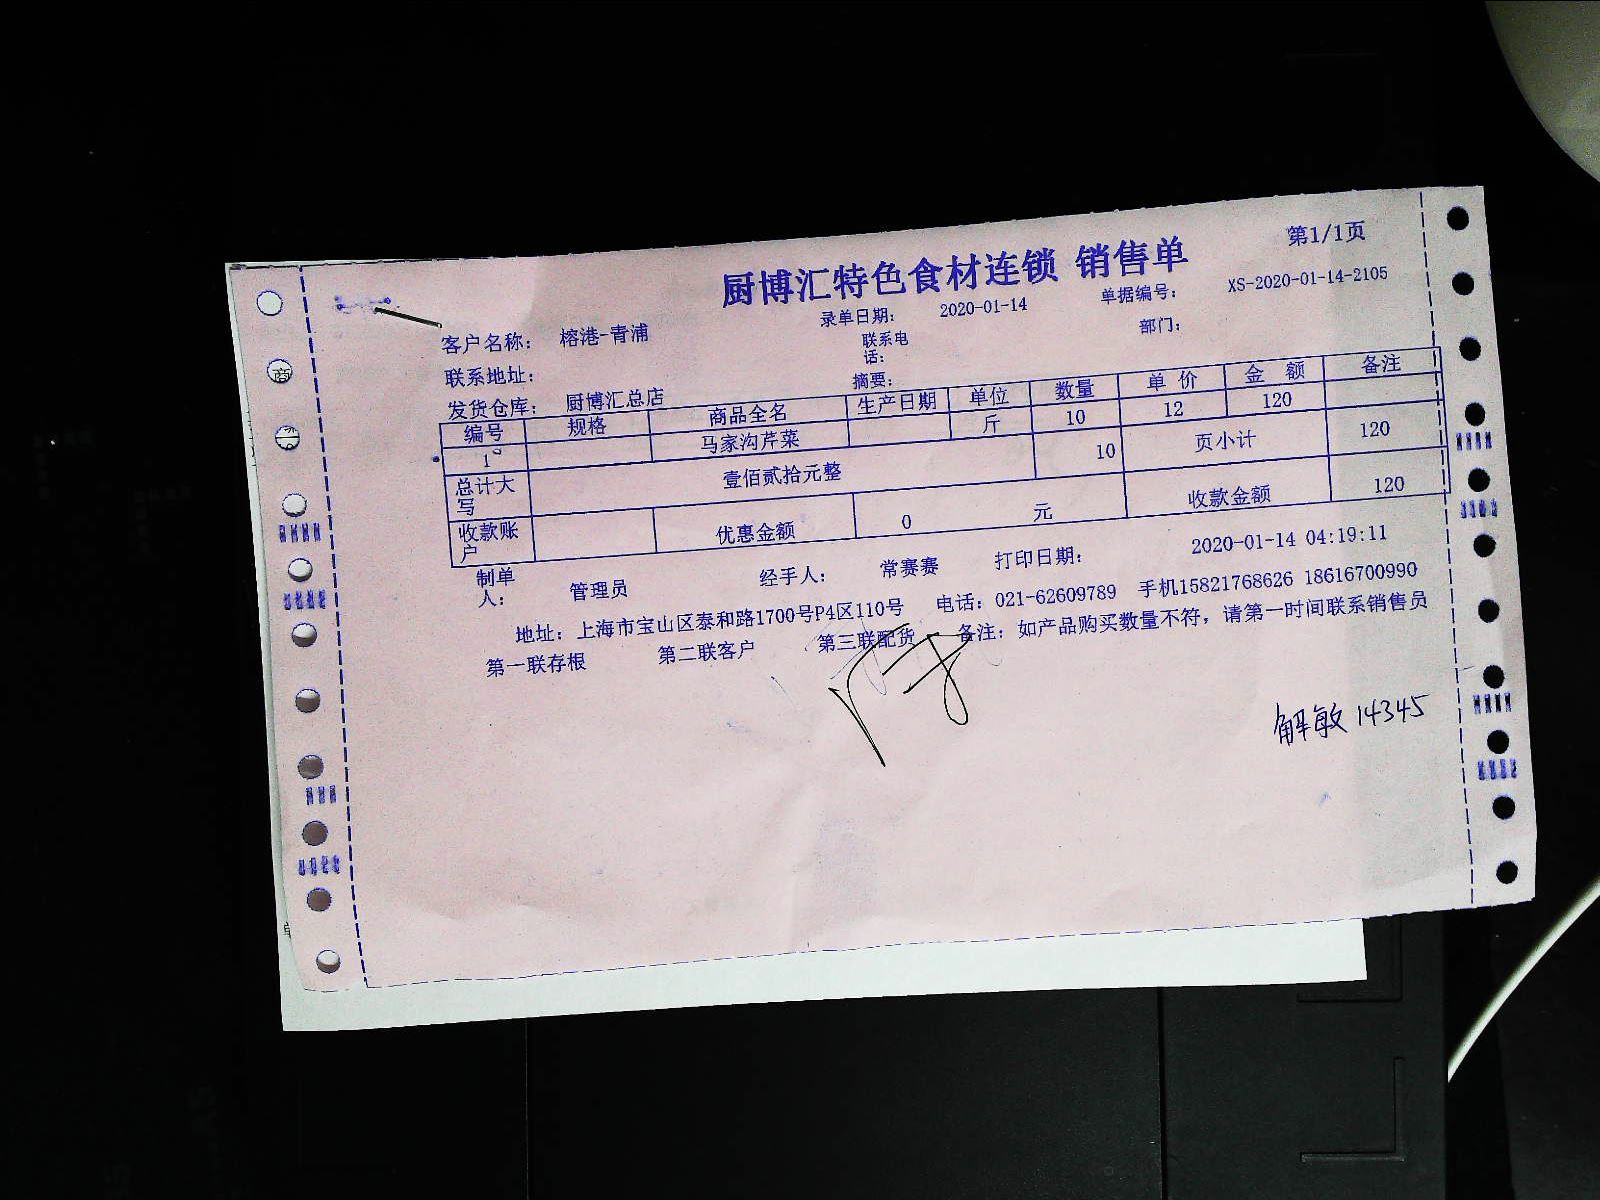 第1/1页
厨博汇特色食材连锁 销售单
录单日期: 2020-01-14 单据编号: XS-2020-01-14-2105
客户名称: 榕港-青浦 联系电话: 部门:
联系地址: 摘要:
发货仓库: 厨博汇总店
编号 规格 商品全名 生产日期 单位 数量 单价 金额 备注
1 马家沟芹菜 斤 10 12 120
总计大写 壹佰贰拾元整 10 页小计 120
收款账户 优惠金额 0 元 收款金额 120
制单人: 管理员 经手人: 常赛赛 打印日期: 2020-01-14 04:19:11
地址: 上海市宝山区泰和路1700号P4区110号 电话: 021-62609789 手机15821768626 18616700990
第一联存根 第二联客户 第三联配货 备注: 如产品购买数量不符, 请第一时间联系销售员
解敏 14345